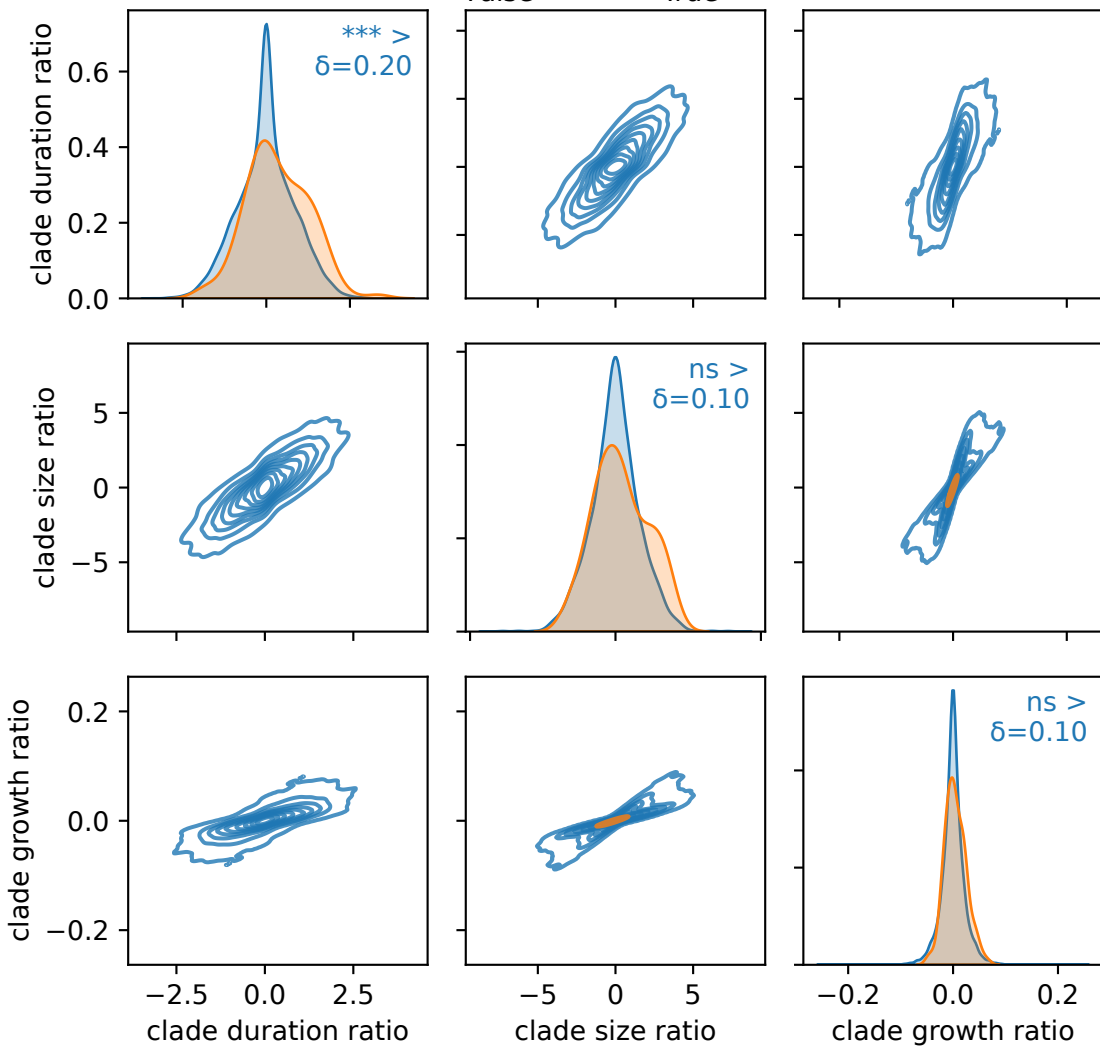 clade duration ratio
0.6
0.4
0.2
0.0
*** >
δ=0.20
clade size ratio
5
0
−5
ns >
δ=0.10
clade growth ratio
0.2
0.0
−0.2
ns >
δ=0.10
−2.5 0.0 2.5
−5 0 5
−0.2 0.0 0.2
clade duration ratio
clade size ratio
clade growth ratio